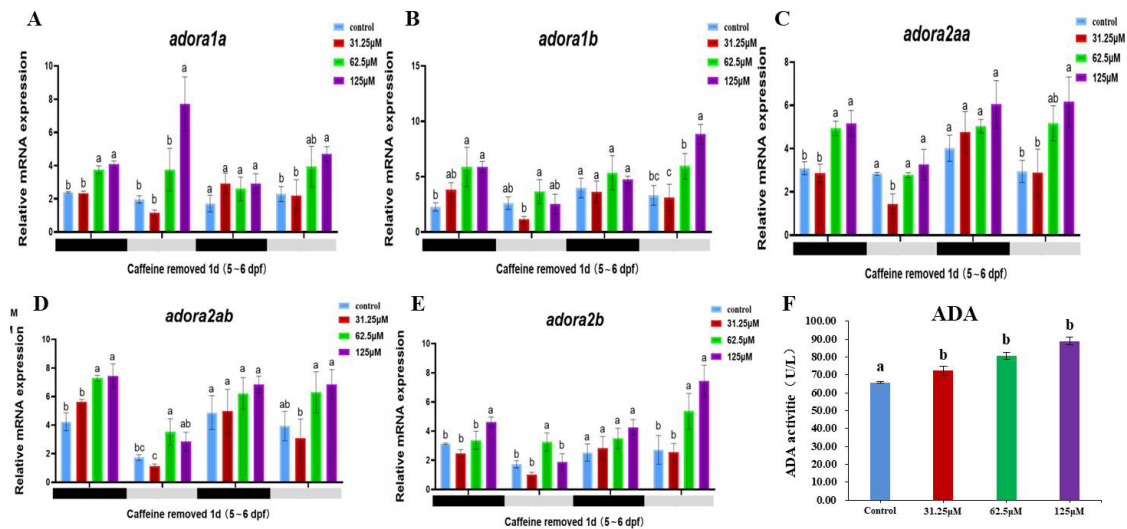 A
adora1a
control
31.25μM
62.5μM
125μM
Relative mRNA expression
10
8
6
4
2
0
b b a a
b b b a
a a a a
b b ab a
Caffeine removed 1d (5~6 dpf)
B
adora1b
control
31.25μM
62.5μM
125μM
Relative mRNA expression
15
10
5
0
b ab a a
ab b a ab
a a a a
bc c b a
Caffeine removed 1d (5~6 dpf)
C
adora2aa
control
31.25μM
62.5μM
125μM
Relative mRNA expression
8
6
4
2
0
b b a a
a b a a
a a a a
b b ab a
Caffeine removed 1d (5~6 dpf)
M
D
adora2ab
control
31.25μM
62.5μM
125μM
Relative mRNA expression
10
8
6
4
2
0
b b a a
bc c a ab
a a a a
ab b a a
Caffeine removed 1d (5~6 dpf)
E
adora2b
control
31.25μM
62.5μM
125μM
Relative mRNA expression
10
8
6
4
2
0
b b b a
b b a b
a a a a
b b a a
Caffeine removed 1d (5~6 dpf)
F
ADA
ADA activitie (U/L)
100.00
90.00
80.00
70.00
60.00
50.00
40.00
30.00
20.00
10.00
0.00
a b b b
Control 31.25μM 62.5μM 125μM